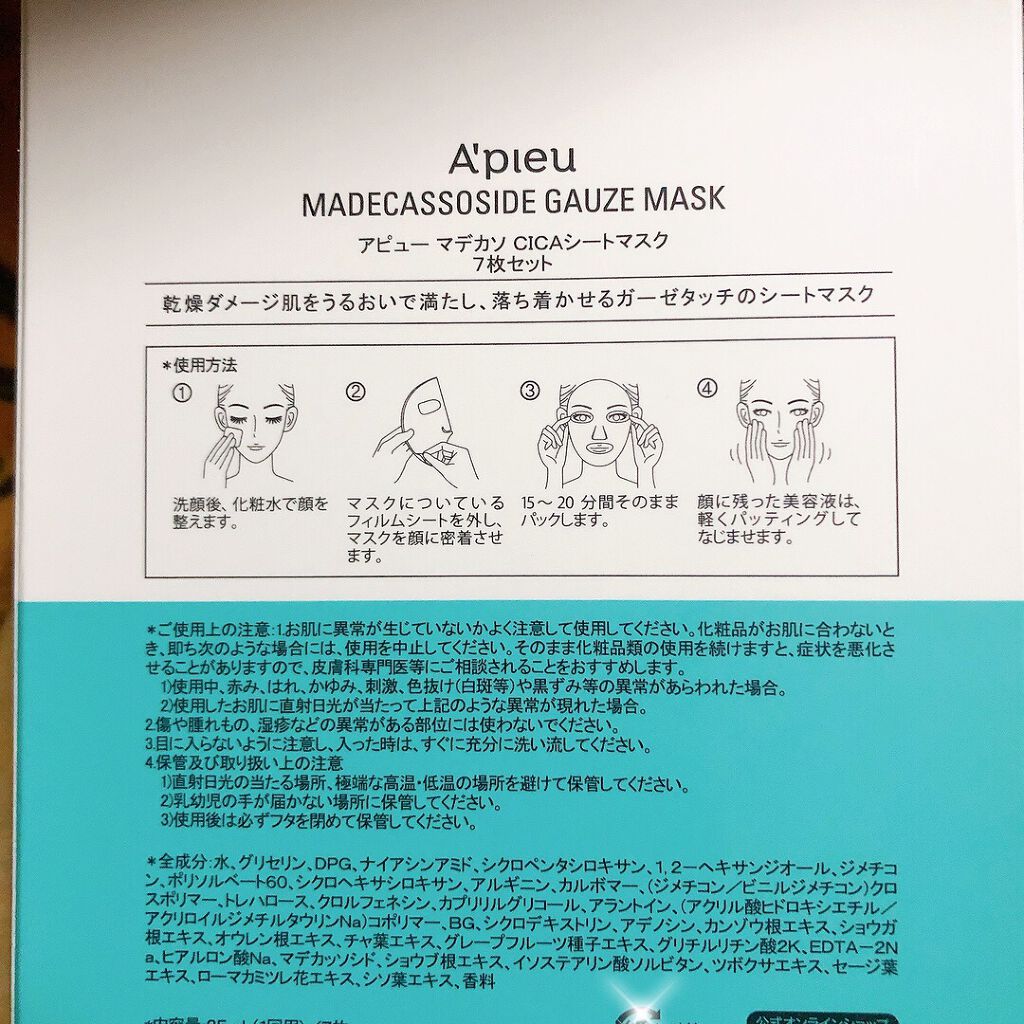 A'pieu
MADECASSOSIDE GAUZE MASK
アピュー マデカソ CICAシートマスク
7枚セット
乾燥ダメージ肌をうるおいで満たし、落ち着かせるガーゼタッチのシートマスク
*使用方法
①
洗顔後、化粧水で顔を
整えます。
②
マスクについている
フィルムシートを外し、
マスクを顔に密着させ
ます。
③
15～20 分間そのまま
パックします。
④
顔に残った美容液は、
軽くパッティングして
なじませます。
*ご使用上の注意:1.お肌に異常が生じていないかよく注意して使用してください。化粧品がお肌に合わないと
き、即ち次のような場合には、使用を中止してください。そのまま化粧品類の使用を続けますと、症状を悪化さ
せることがありますので、皮膚科専門医等にご相談されることをおすすめします。
1)使用中、赤み、はれ、かゆみ、刺激、色抜け(白斑等)や黒ずみ等の異常があらわれた場合。
2)使用したお肌に直射日光が当たって上記のような異常が現れた場合。
2.傷や腫れもの、湿疹などの異常がある部位には使わないでください。
3.目に入らないように注意し、入った時は、すぐに充分に洗い流してください。
4.保管及び取り扱い上の注意
1)直射日光の当たる場所、極端な高温・低温の場所を避けて保管してください。
2)乳幼児の手が届かない場所に保管してください。
3)使用後は必ずフタを閉めて保管してください。
*全成分:水、グリセリン、DPG、ナイアシンアミド、シクロペンタシロキサン、1,2－ヘキサンジオール、ジメチコ
ン、ポリソルベート60、シクロヘキサシロキサン、アルギニン、カルボマー、(ジメチコン／ビニルジメチコン)クロ
スポリマー、トレハロース、クロルフェネシン、カプリリルグリコール、アラントイン、(アクリル酸ヒドロキシエチル／
アクリロイルジメチルタウリンNa)コポリマー、BG、シクロデキストリン、アデノシン、カンゾウ根エキス、ショウガ
根エキス、オウレン根エキス、チャ葉エキス、グレープフルーツ種子エキス、グリチルリチン酸2K、EDTA－2N
a、ヒアルロン酸Na、マデカッソシド、ショウブ根エキス、イソステアリン酸ソルビタン、ツボクサエキス、セージ葉
エキス、ローマカミツレ花エキス、シソ葉エキス、香料
公式オンラインショップ